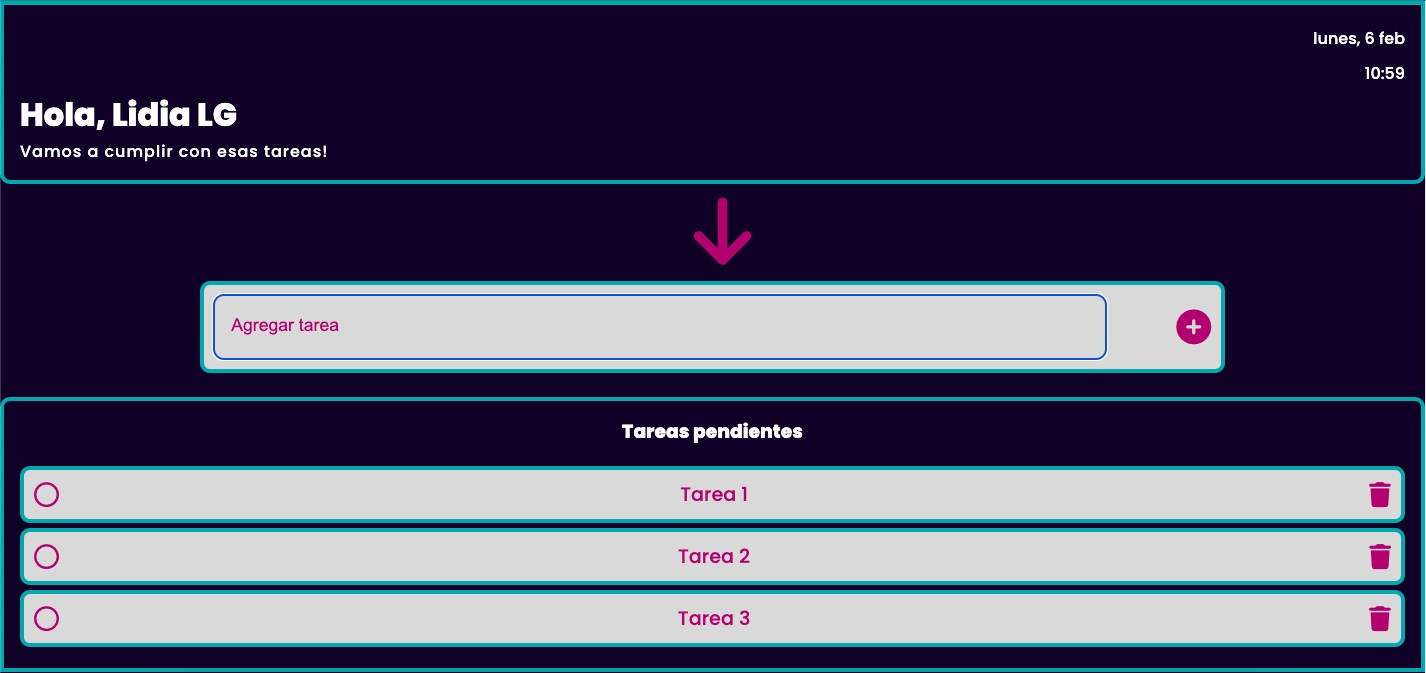 lunes, 6 feb
10:59
Hola, Lidia LG
Vamos a cumplir con esas tareas!
Agregar tarea
Tareas pendientes
Tarea 1
Tarea 2
Tarea 3